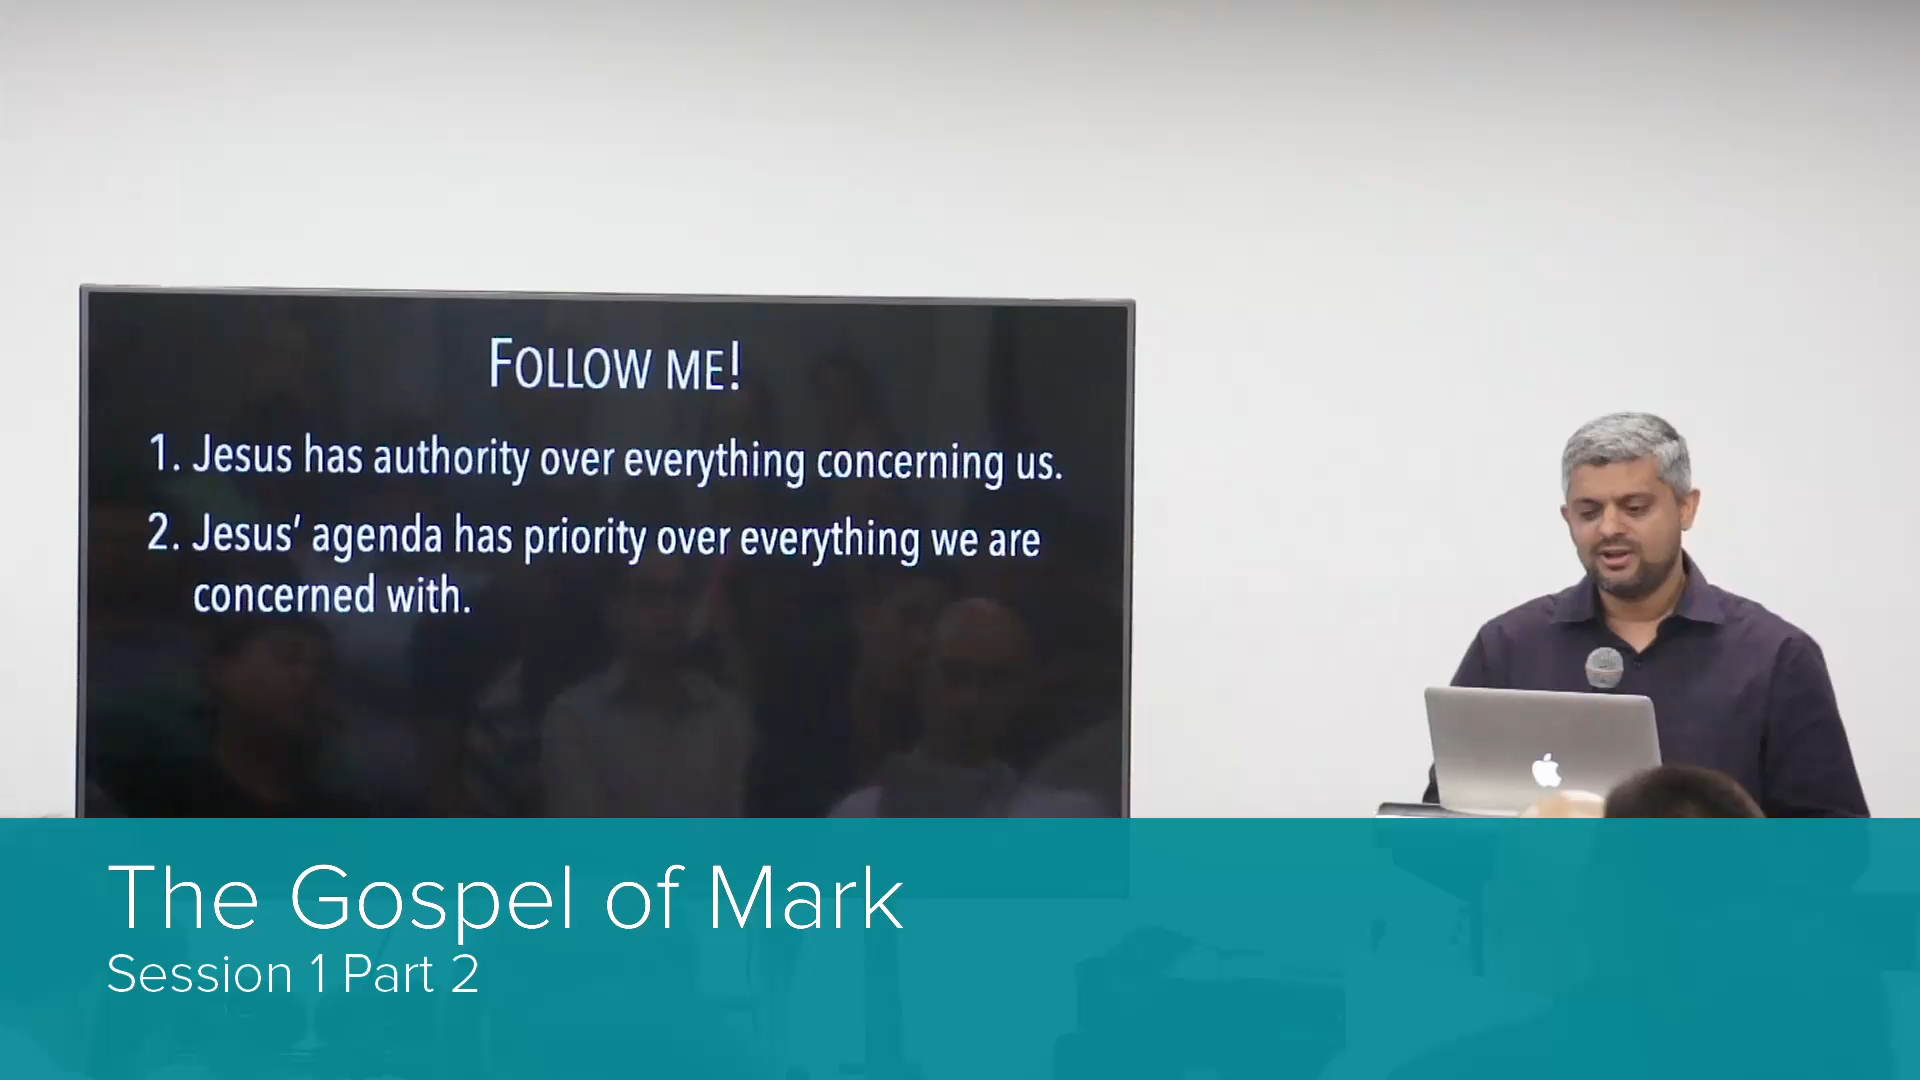 FOLLOW ME!
1. Jesus has authority over everything concerning us.
2. Jesus’ agenda has priority over everything we are
concerned with.
The Gospel of Mark
Session 1 Part 2